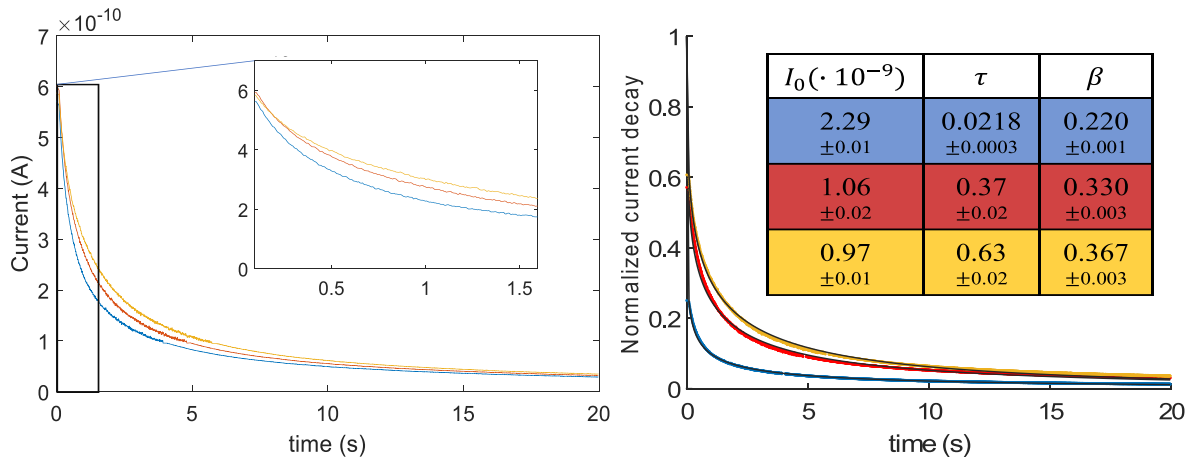 ×10⁻¹⁰
7
6
5
4
3
2
1
0
Current (A)
0 5 10 15 20
time (s)
6
4
2
0
0.5 1 1.5
1
0.8
0.6
0.4
0.2
0
Normalized current decay
0 5 10 15 20
time (s)
I₀(· 10⁻⁹) τ β
2.29 0.0218 0.220
±0.01 ±0.0003 ±0.001
1.06 0.37 0.330
±0.02 ±0.02 ±0.003
0.97 0.63 0.367
±0.01 ±0.02 ±0.003